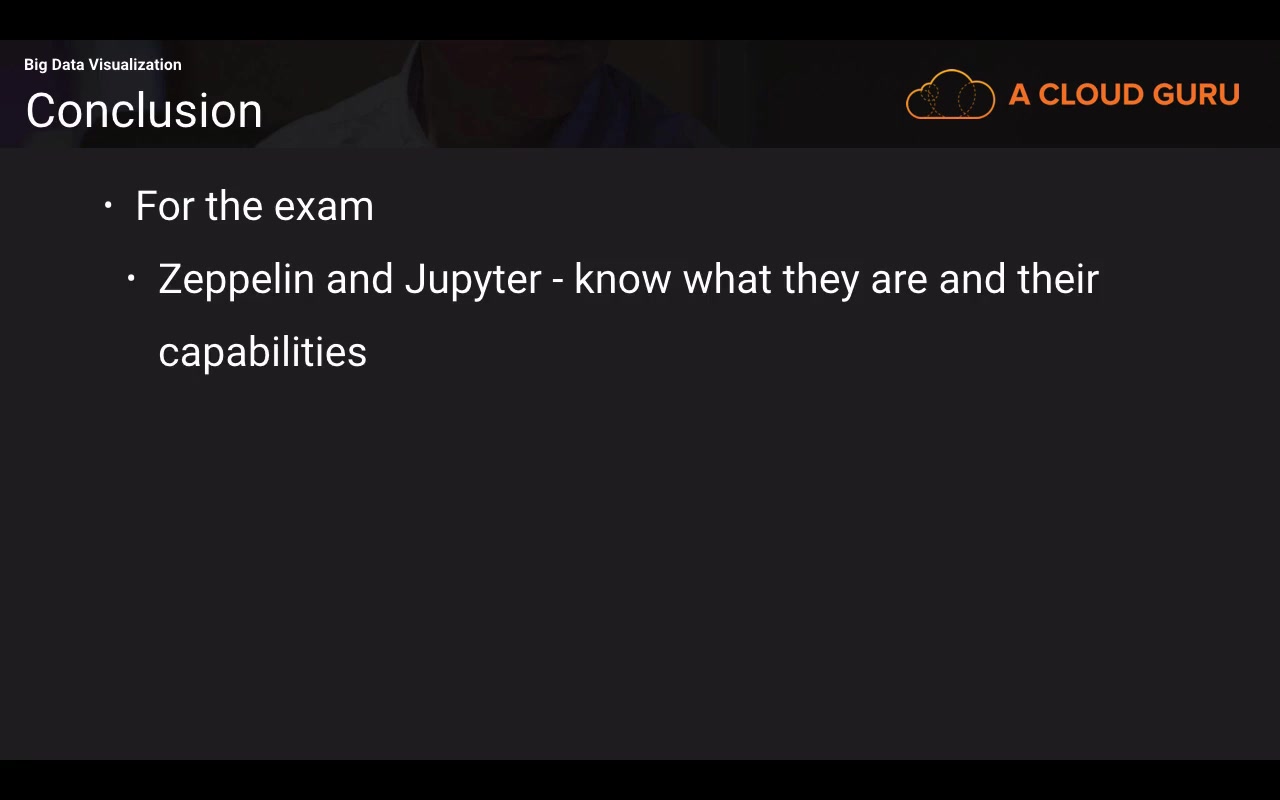 Big Data Visualization
Conclusion
A CLOUD GURU
• For the exam
• Zeppelin and Jupyter - know what they are and their
capabilities